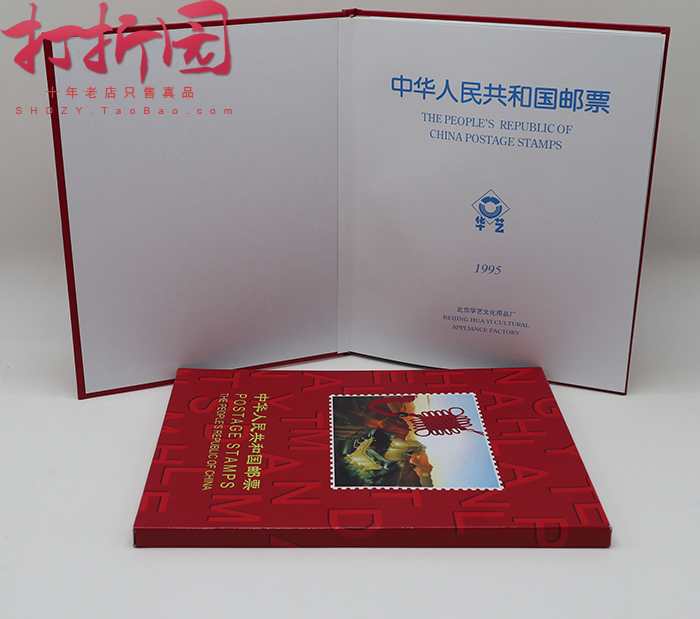 打折园
十年老店只售真品
SHDZY.TaoBao.com
中华人民共和国邮票
THE PEOPLE'S REPUBLIC OF
CHINA POSTAGE STAMPS
华艺
1995
北京华艺文化用品厂
BEIJING HUA-YI CULTURAL
APPLIANCE FACTORY
中华人民共和国邮票
POSTAGE STAMPS
THE PEOPLE'S REPUBLIC OF CHINA